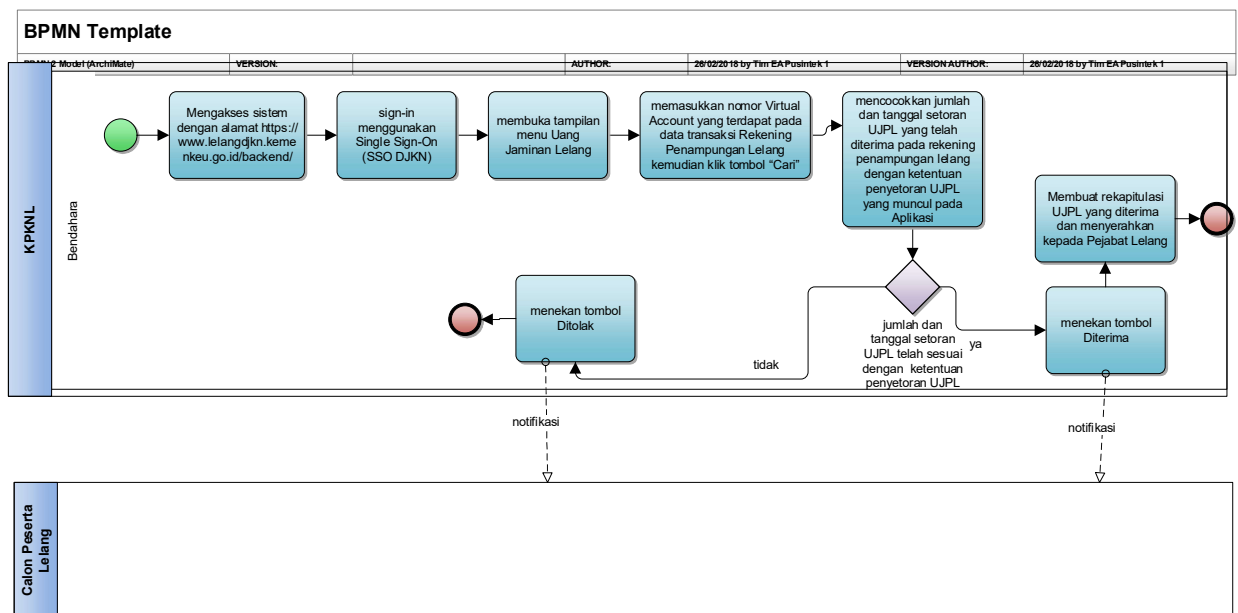 BPMN Template
BPMN 2 Model (ArchiMate)
VERSION:
AUTHOR:
26/02/2018 by Tim EA Pusintek 1
VERSION AUTHOR:
26/02/2018 by Tim EA Pusintek 1
KPKNL
Bendahara
Mengakses sistem
dengan alamat https://
www.lelangdjkn.keme
nkeu.go.id/backend/
sign-in
menggunakan
Single Sign-On
(SSO DJKN)
membuka tampilan
menu Uang
Jaminan Lelang
memasukkan nomor Virtual
Account yang terdapat pada
data transaksi Rekening
Penampungan Lelang
kemudian klik tombol “Cari”
mencocokkan jumlah
dan tanggal setoran
UJPL yang telah
diterima pada rekening
penampungan lelang
dengan ketentuan
penyetoran UJPL
yang muncul pada
Aplikasi
Membuat rekapitulasi
UJPL yang diterima
dan menyerahkan
kepada Pejabat Lelang
menekan tombol
Ditolak
jumlah dan
tanggal setoran
UJPL telah sesuai
dengan ketentuan
penyetoran UJPL
ya
tidak
menekan tombol
Diterima
notifikasi
notifikasi
Calon Peserta
Lelang